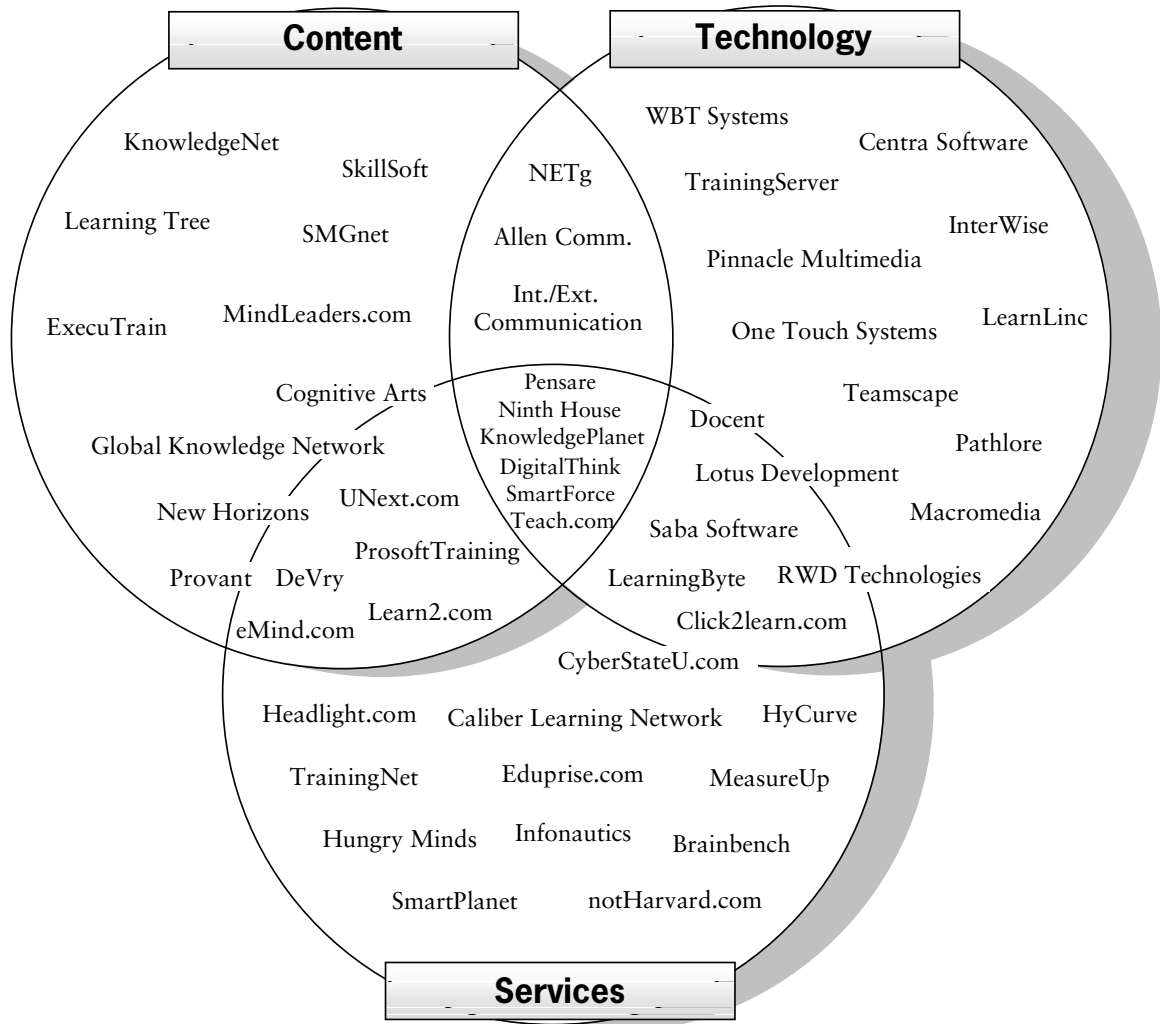 Content
Technology
WBT Systems
KnowledgeNet
Centra Software
SkillSoft
NETg
TrainingServer
Learning Tree
SMGnet
Allen Comm.
InterWise
Pinnacle Multimedia
Int./Ext.
Communication
ExecuTrain
MindLeaders.com
One Touch Systems
LearnLinc
Cognitive Arts
Pensare
Ninth House
KnowledgePlanet
DigitalThink
SmartForce
Teach.com
Docent
Teamscape
Global Knowledge Network
Pathlore
Lotus Development
UNext.com
New Horizons
Macromedia
Saba Software
ProsoftTraining
Provant
DeVry
LearningByte
RWD Technologies
Learn2.com
eMind.com
Click2learn.com
CyberStateU.com
Headlight.com
Caliber Learning Network
HyCurve
TrainingNet
Eduprise.com
MeasureUp
Hungry Minds
Infonautics
Brainbench
SmartPlanet
notHarvard.com
Services